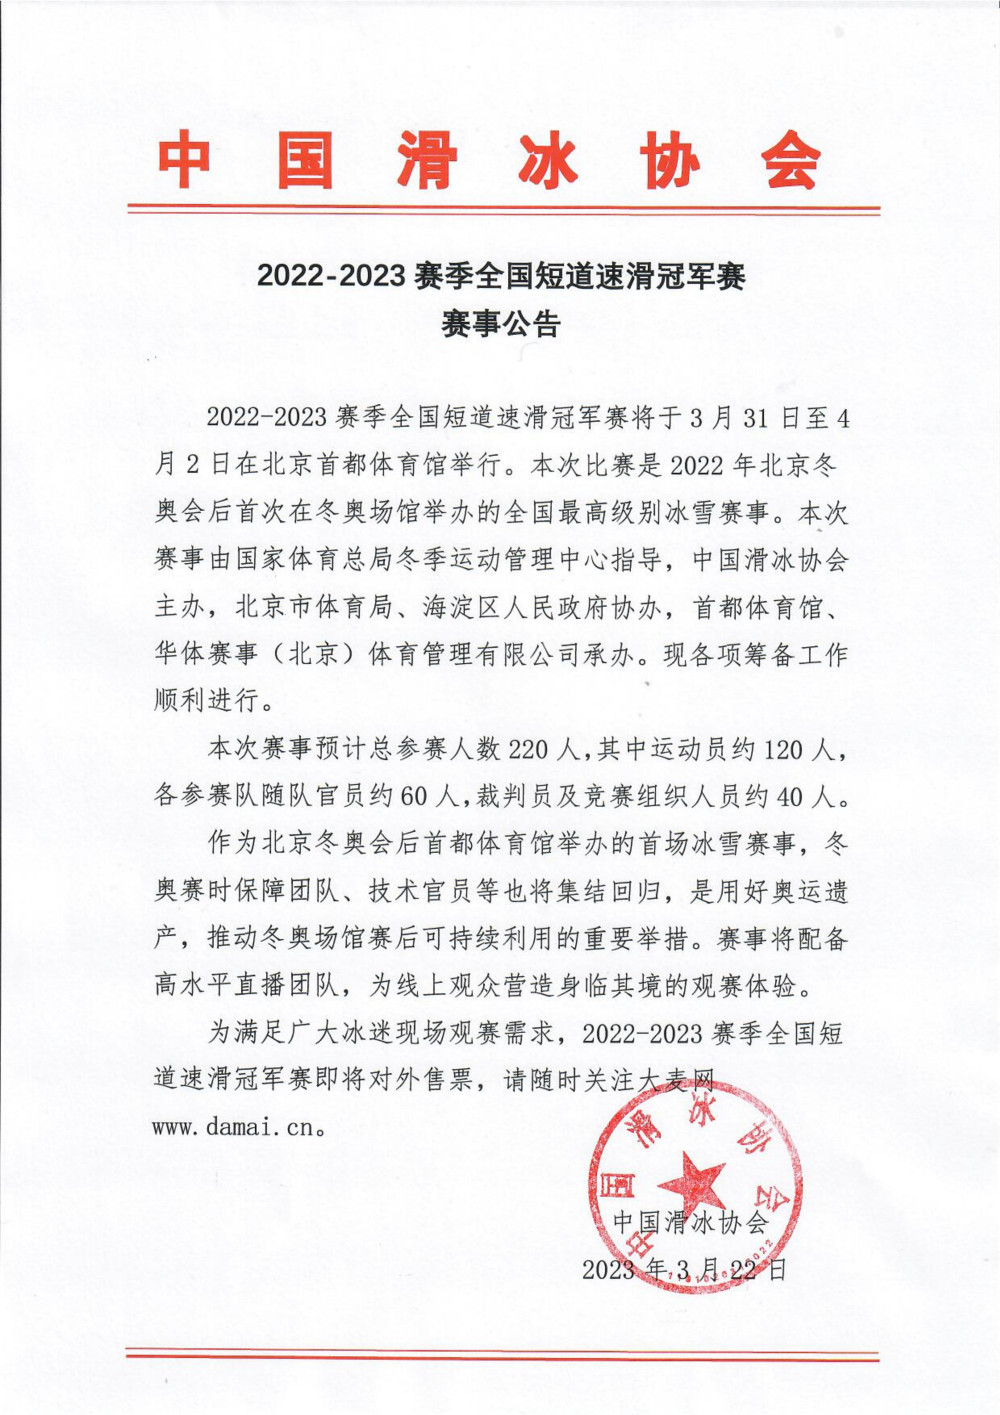 中国滑冰协会
2022-2023 赛季全国短道速滑冠军赛
赛事公告
2022-2023 赛季全国短道速滑冠军赛将于 3 月 31 日至 4
月 2 日在北京首都体育馆举行。本次比赛是 2022 年北京冬
奥会后首次在冬奥场馆举办的全国最高级别冰雪赛事。本次
赛事由国家体育总局冬季运动管理中心指导，中国滑冰协会
主办，北京市体育局、海淀区人民政府协办，首都体育馆、
华体赛事（北京）体育管理有限公司承办。现各项筹备工作
顺利进行。
本次赛事预计总参赛人数 220 人，其中运动员约 120 人，
各参赛队随队官员约 60 人，裁判员及竞赛组织人员约 40 人。
作为北京冬奥会后首都体育馆举办的首场冰雪赛事，冬
奥赛时保障团队、技术官员等也将集结回归，是用好奥运遗
产，推动冬奥场馆赛后可持续利用的重要举措。赛事将配备
高水平直播团队，为线上观众营造身临其境的观赛体验。
为满足广大冰迷现场观赛需求，2022-2023 赛季全国短
道速滑冠军赛即将对外售票，请随时关注大麦网
www.damai.cn。
中国滑冰协会
中国滑冰协会
2023 年 3 月 22 日